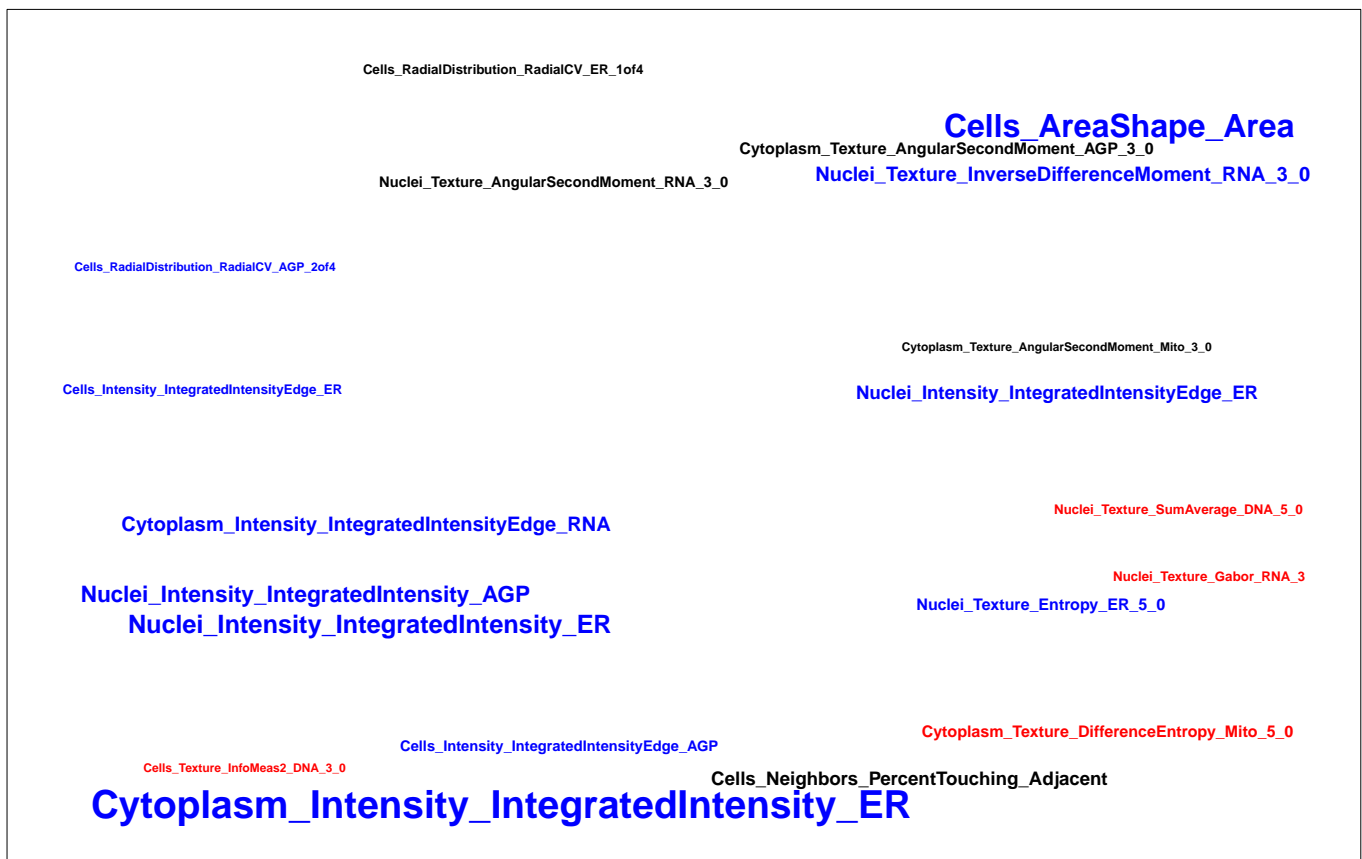 Cells_RadialDistribution_RadialCV_ER_1of4
Cells_AreaShape_Area
Cytoplasm_Texture_AngularSecondMoment_AGP_3_0
Nuclei_Texture_InverseDifferenceMoment_RNA_3_0
Nuclei_Texture_AngularSecondMoment_RNA_3_0
Cells_RadialDistribution_RadialCV_AGP_2of4
Cytoplasm_Texture_AngularSecondMoment_Mito_3_0
Cells_Intensity_IntegratedIntensityEdge_ER
Nuclei_Intensity_IntegratedIntensityEdge_ER
Nuclei_Texture_SumAverage_DNA_5_0
Cytoplasm_Intensity_IntegratedIntensityEdge_RNA
Nuclei_Texture_Gabor_RNA_3
Nuclei_Intensity_IntegratedIntensity_AGP
Nuclei_Texture_Entropy_ER_5_0
Nuclei_Intensity_IntegratedIntensity_ER
Cytoplasm_Texture_DifferenceEntropy_Mito_5_0
Cells_Intensity_IntegratedIntensityEdge_AGP
Cells_Texture_InfoMeas2_DNA_3_0
Cells_Neighbors_PercentTouching_Adjacent
Cytoplasm_Intensity_IntegratedIntensity_ER